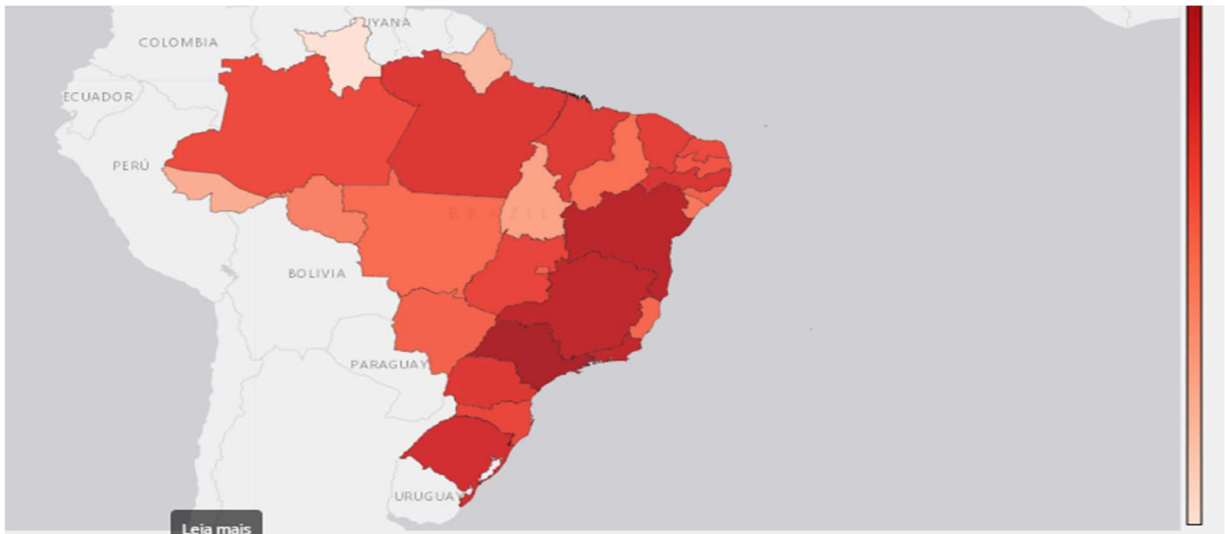 GUYANA
COLOMBIA
ECUADOR
PERÚ
BRAZIL
BOLIVIA
PARAGUAY
URUGUAY
Leia mais